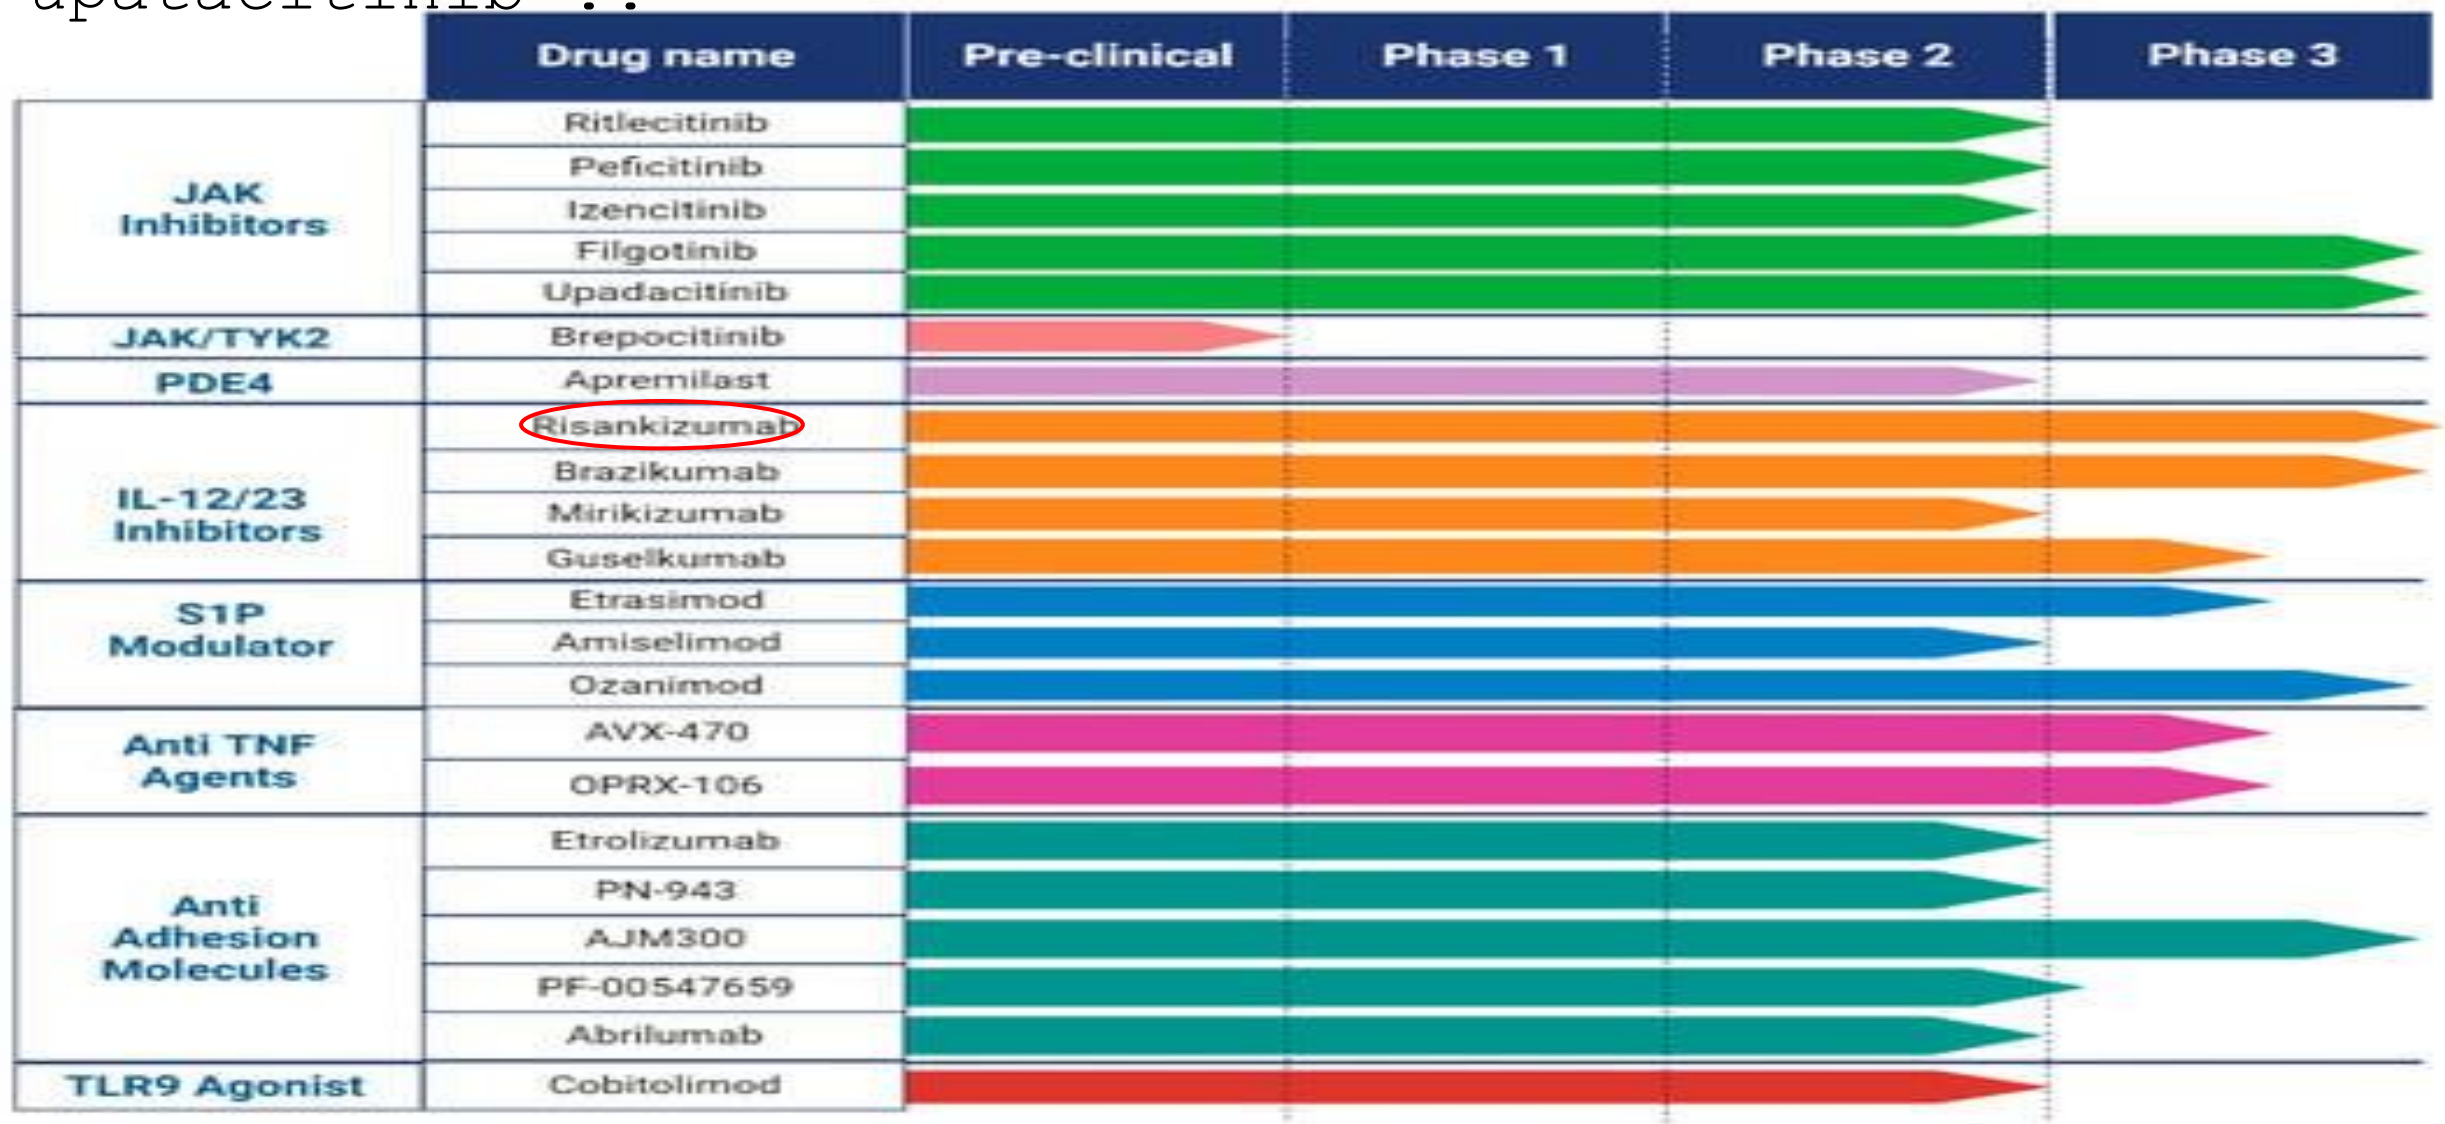 Drug name Pre-clinical Phase 1 Phase 2 Phase 3
JAK
Inhibitors
Ritlecitinib
Peficitinib
Izencitinib
Filgotinib
Upadacitinib
JAK/TYK2
Brepocitinib
PDE4
Apremilast
IL-12/23
Inhibitors
Risankizumab
Brazikumab
Mirikizumab
Guselkumab
S1P
Modulator
Etrasimod
Amiselimod
Ozanimod
Anti TNF
Agents
AVX-470
OPRX-106
Anti
Adhesion
Molecules
Etrolizumab
PN-943
AJM300
PF-00547659
Abrilumab
TLR9 Agonist
Cobitolimod